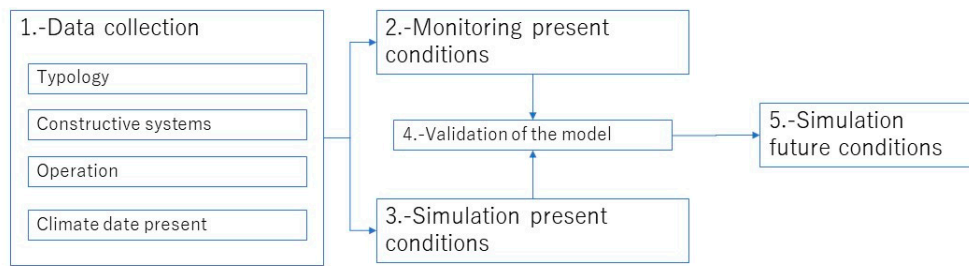 1.-Data collection
Typology
Constructive systems
Operation
Climate date present
2.-Monitoring present
conditions
4.-Validation of the model
3.-Simulation present
conditions
5.-Simulation
future conditions